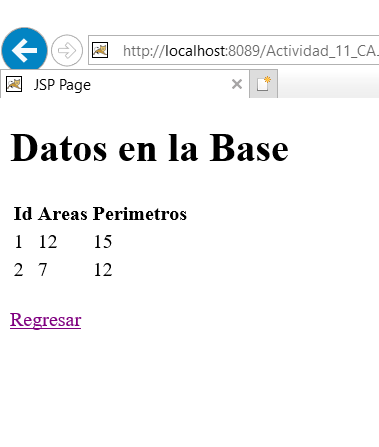 http://localhost:8089/Actividad_11_CA.
JSP Page
Datos en la Base
Id Areas Perimetros
1 12 15
2 7 12
Regresar